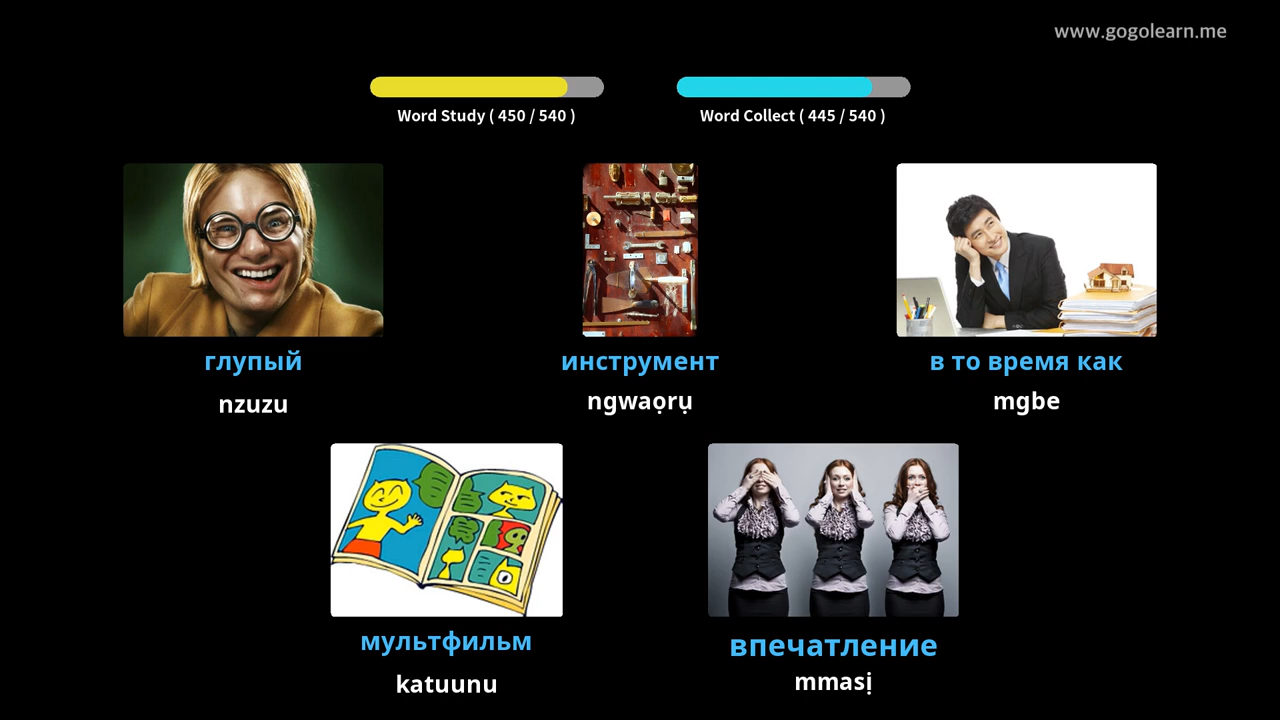 www.gogolearn.me
Word Study ( 450 / 540 )
Word Collect ( 445 / 540 )
глупый
nzuzu
инструмент
ngwaọrụ
в то время как
mgbe
мультфильм
katuunu
впечатление
mmasị